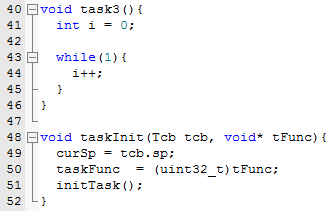 40 void task3(){
41 int i = 0;
42
43 while(1){
44 i++;
45 }
46 }
47
48 void taskInit(Tcb tcb, void* tFunc){
49 curSp = tcb.sp;
50 taskFunc  = (uint32_t)tFunc;
51 initTask();
52 }